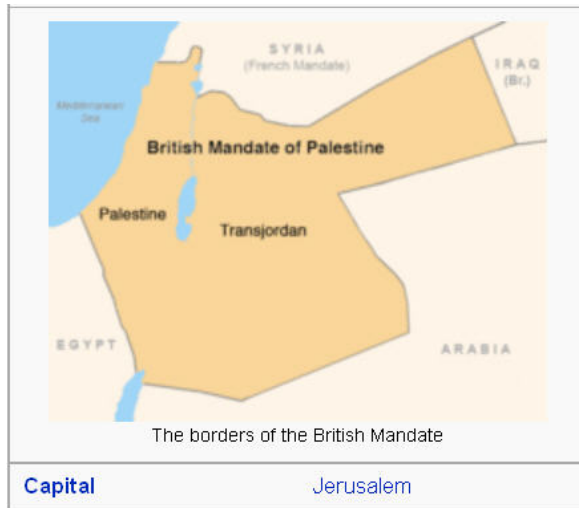 SYRIA
(French Mandate)
IRAQ
(Br.)
Mediterranean
Sea
British Mandate of Palestine
Palestine
Transjordan
EGYPT
ARABIA
The borders of the British Mandate
Capital Jerusalem